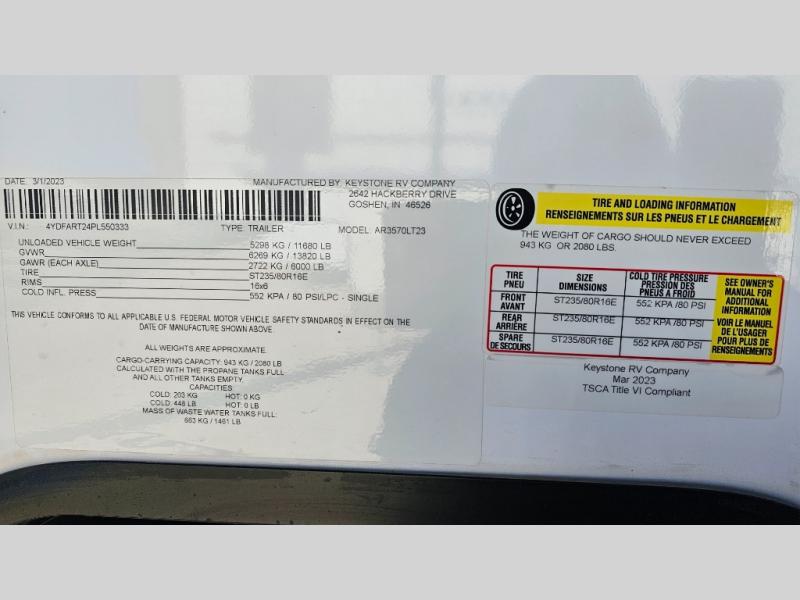 DATE: 3/1/2023 MANUFACTURED BY: KEYSTONE RV COMPANY
2642 HACKBERRY DRIVE
GOSHEN, IN 46526
V.I.N.: 4YDFART24PL550333 TYPE: TRAILER MODEL: AR3570LT23
UNLOADED VEHICLE WEIGHT 5298 KG / 11680 LB
GVWR 6269 KG / 13820 LB
GAWR (EACH AXLE) 2722 KG / 6000 LB
TIRE ST235/80R16E
RIMS 16x6
COLD INFL. PRESS 552 KPA / 80 PSI/LPC - SINGLE
THIS VEHICLE CONFORMS TO ALL APPLICABLE U.S. FEDERAL MOTOR VEHICLE SAFETY STANDARDS IN EFFECT ON THE
DATE OF MANUFACTURE SHOWN ABOVE.
ALL WEIGHTS ARE APPROXIMATE.
CARGO-CARRYING CAPACITY: 943 KG / 2080 LB
CALCULATED WITH THE PROPANE TANKS FULL
AND ALL OTHER TANKS EMPTY.
CAPACITIES:
COLD: 203 KG HOT: 0 KG
COLD: 448 LB HOT: 0 LB
MASS OF WASTE WATER TANKS FULL:
663 KG / 1461 LB
TIRE AND LOADING INFORMATION
RENSEIGNEMENTS SUR LES PNEUS ET LE CHARGEMENT
THE WEIGHT OF CARGO SHOULD NEVER EXCEED
943 KG OR 2080 LBS.
TIRE
PNEU
SIZE
DIMENSIONS
COLD TIRE PRESSURE
PRESSION DES
PNEUS A FROID
FRONT
AVANT
ST235/80R16E
552 KPA /80 PSI
REAR
ARRIÈRE
ST235/80R16E
552 KPA /80 PSI
SPARE
DE SECOURS
ST235/80R16E
552 KPA /80 PSI
SEE OWNER'S
MANUAL FOR
ADDITIONAL
INFORMATION
VOIR LE MANUEL
DE L'USAGER
POUR PLUS DE
RENSEIGNEMENTS
Keystone RV Company
Mar 2023
TSCA Title VI Compliant